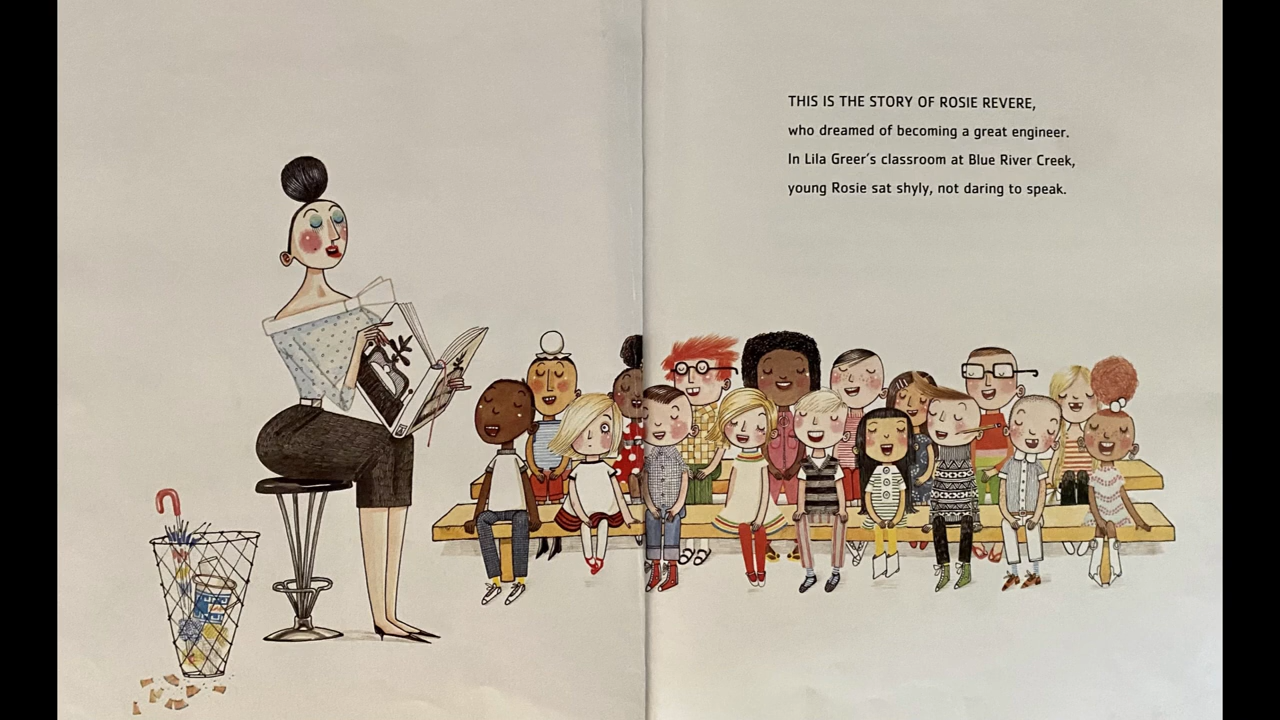 THIS IS THE STORY OF ROSIE REVERE,
who dreamed of becoming a great engineer.
In Lila Greer's classroom at Blue River Creek,
young Rosie sat shyly, not daring to speak.